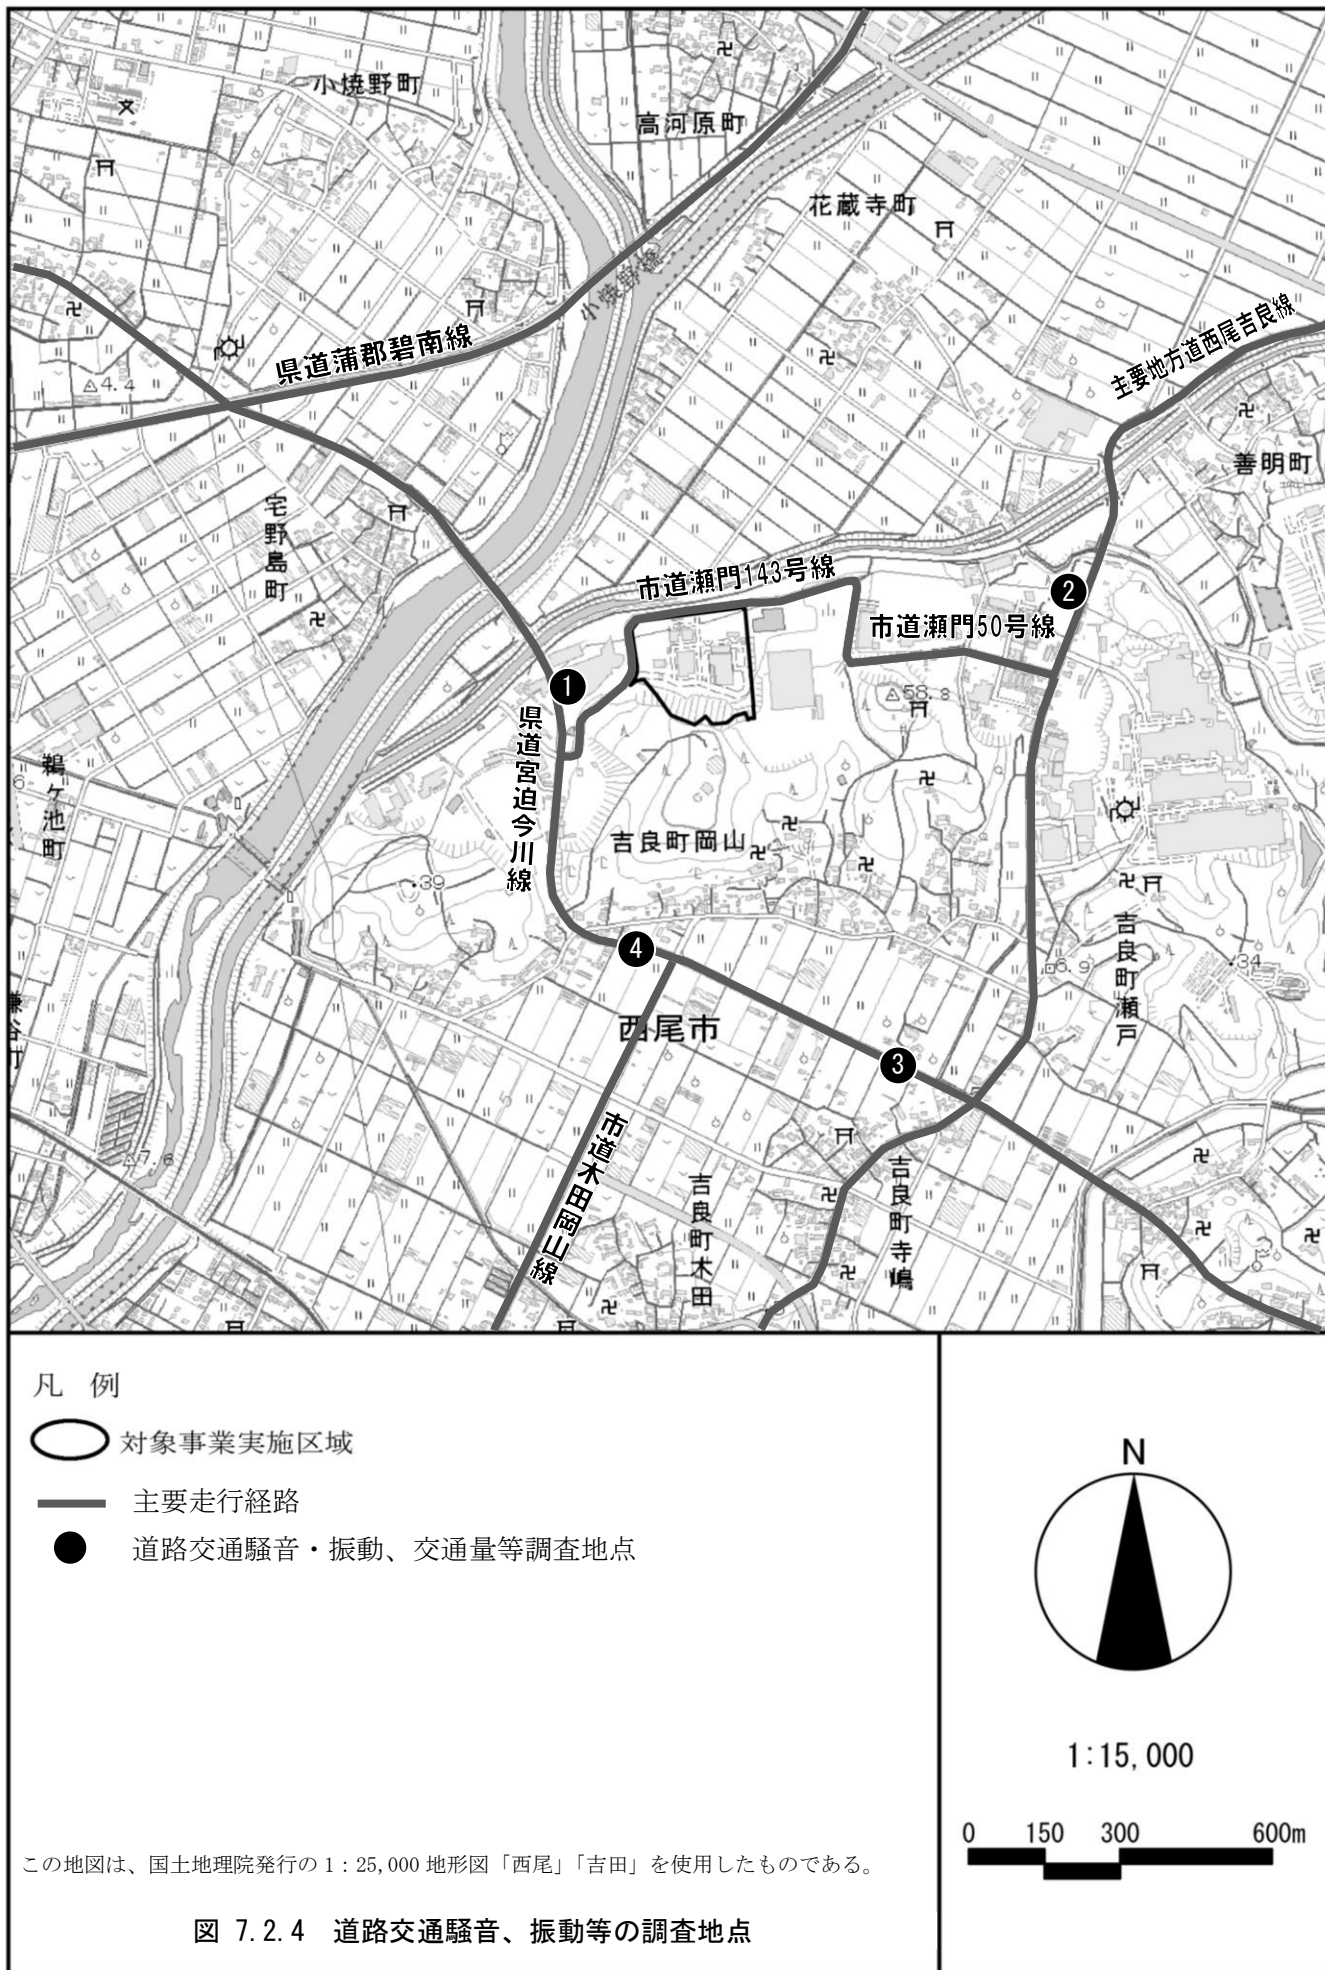 小焼野町
高河原町
花蔵寺町
小焼野橋
県道蒲郡碧南線
主要地方道西尾吉良線
4.4
善明町
宅野島町
市道瀬門143号線
2
市道瀬門50号線
1
58.8
県道宮迫今川線
鵜ケ池町
吉良町岡山
39
吉良町瀬戸
34
4
6.9
西尾市
3
市道木田岡山線
7.6
吉良町木田
吉良町寺嶋
凡 例
対象事業実施区域
主要走行経路
道路交通騒音・振動、交通量等調査地点
N
1:15,000
0 150 300 600m
この地図は、国土地理院発行の 1：25,000 地形図「西尾」「吉田」を使用したものである。
図 7.2.4 道路交通騒音、振動等の調査地点